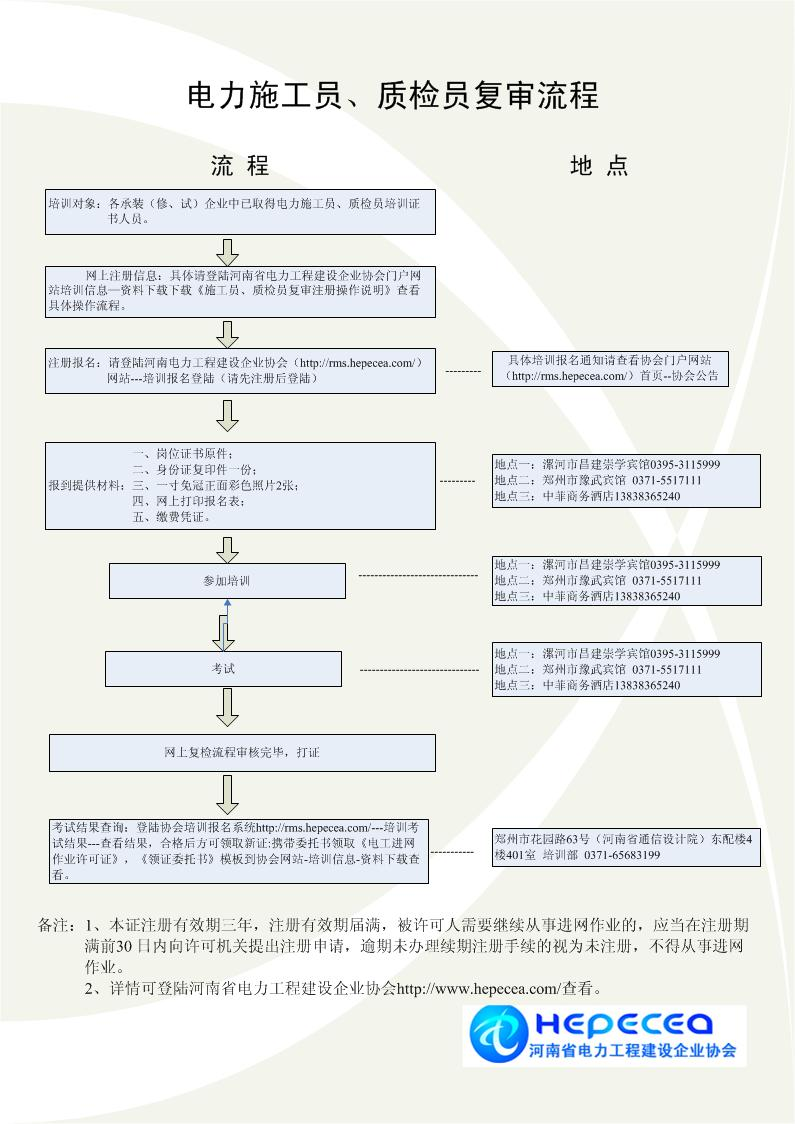 电力施工员、质检员复审流程
流 程
地 点
培训对象：各承装（修、试）企业中已取得电力施工员、质检员培训证
书人员。
网上注册信息：具体请登陆河南省电力工程建设企业协会门户网
站培训信息—资料下载下载《施工员、质检员复审注册操作说明》查看
具体操作流程。
注册报名：请登陆河南电力工程建设企业协会（http://rms.hepecea.com/）
网站---培训报名登陆（请先注册后登陆）
具体培训报名通知请查看协会门户网站
（http://rms.hepecea.com/）首页--协会公告
一、岗位证书原件；
二、身份证复印件一份；
报到提供材料：三、一寸免冠正面彩色照片2张；
四、网上打印报名表；
五、缴费凭证。
地点一：漯河市昌建崇学宾馆0395-3115999
地点二：郑州市豫武宾馆 0371-5517111
地点三：中菲商务酒店13838365240
参加培训
地点一：漯河市昌建崇学宾馆0395-3115999
地点二：郑州市豫武宾馆 0371-5517111
地点三：中菲商务酒店13838365240
考试
地点一：漯河市昌建崇学宾馆0395-3115999
地点二：郑州市豫武宾馆 0371-5517111
地点三：中菲商务酒店13838365240
网上复检流程审核完毕，打证
考试结果查询：登陆协会培训报名系统http://rms.hepecea.com/---培训考
试结果---查看结果，合格后方可领取新证;携带委托书领取《电工进网
作业许可证》，《领证委托书》模板到协会网站-培训信息-资料下载查
看。
郑州市花园路63号（河南省通信设计院）东配楼4
楼401室 培训部 0371-65683199
备注：1、本证注册有效期三年，注册有效期届满，被许可人需要继续从事进网作业的，应当在注册期
满前30 日内向许可机关提出注册申请，逾期未办理续期注册手续的视为未注册，不得从事进网
作业。
2、详情可登陆河南省电力工程建设企业协会http://www.hepecea.com/查看。
HEPECEA
河南省电力工程建设企业协会